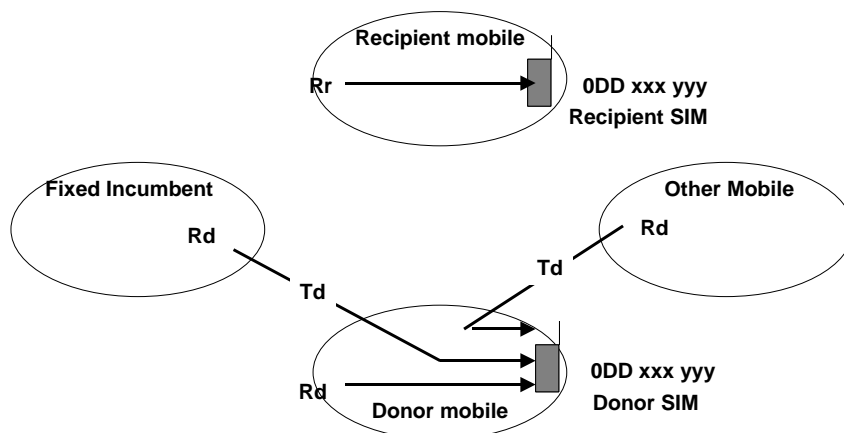 Recipient mobile
Rr
0DD xxx yyy
Recipient SIM
Fixed Incumbent
Other Mobile
Rd
Rd
Td
Td
0DD xxx yyy
Rd
Donor SIM
Donor mobile